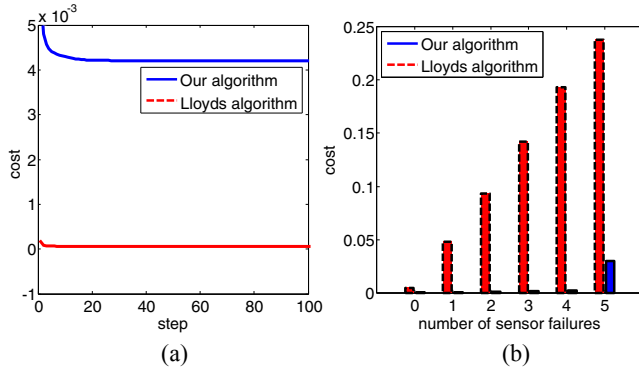 5 x 10^-3
4
3
2
1
0
-1
cost
0 20 40 60 80 100
step
Our algorithm
Lloyds algorithm
(a)
0.25
0.2
0.15
0.1
0.05
0
cost
0 1 2 3 4 5
number of sensor failures
Our algorithm
Lloyds algorithm
(b)